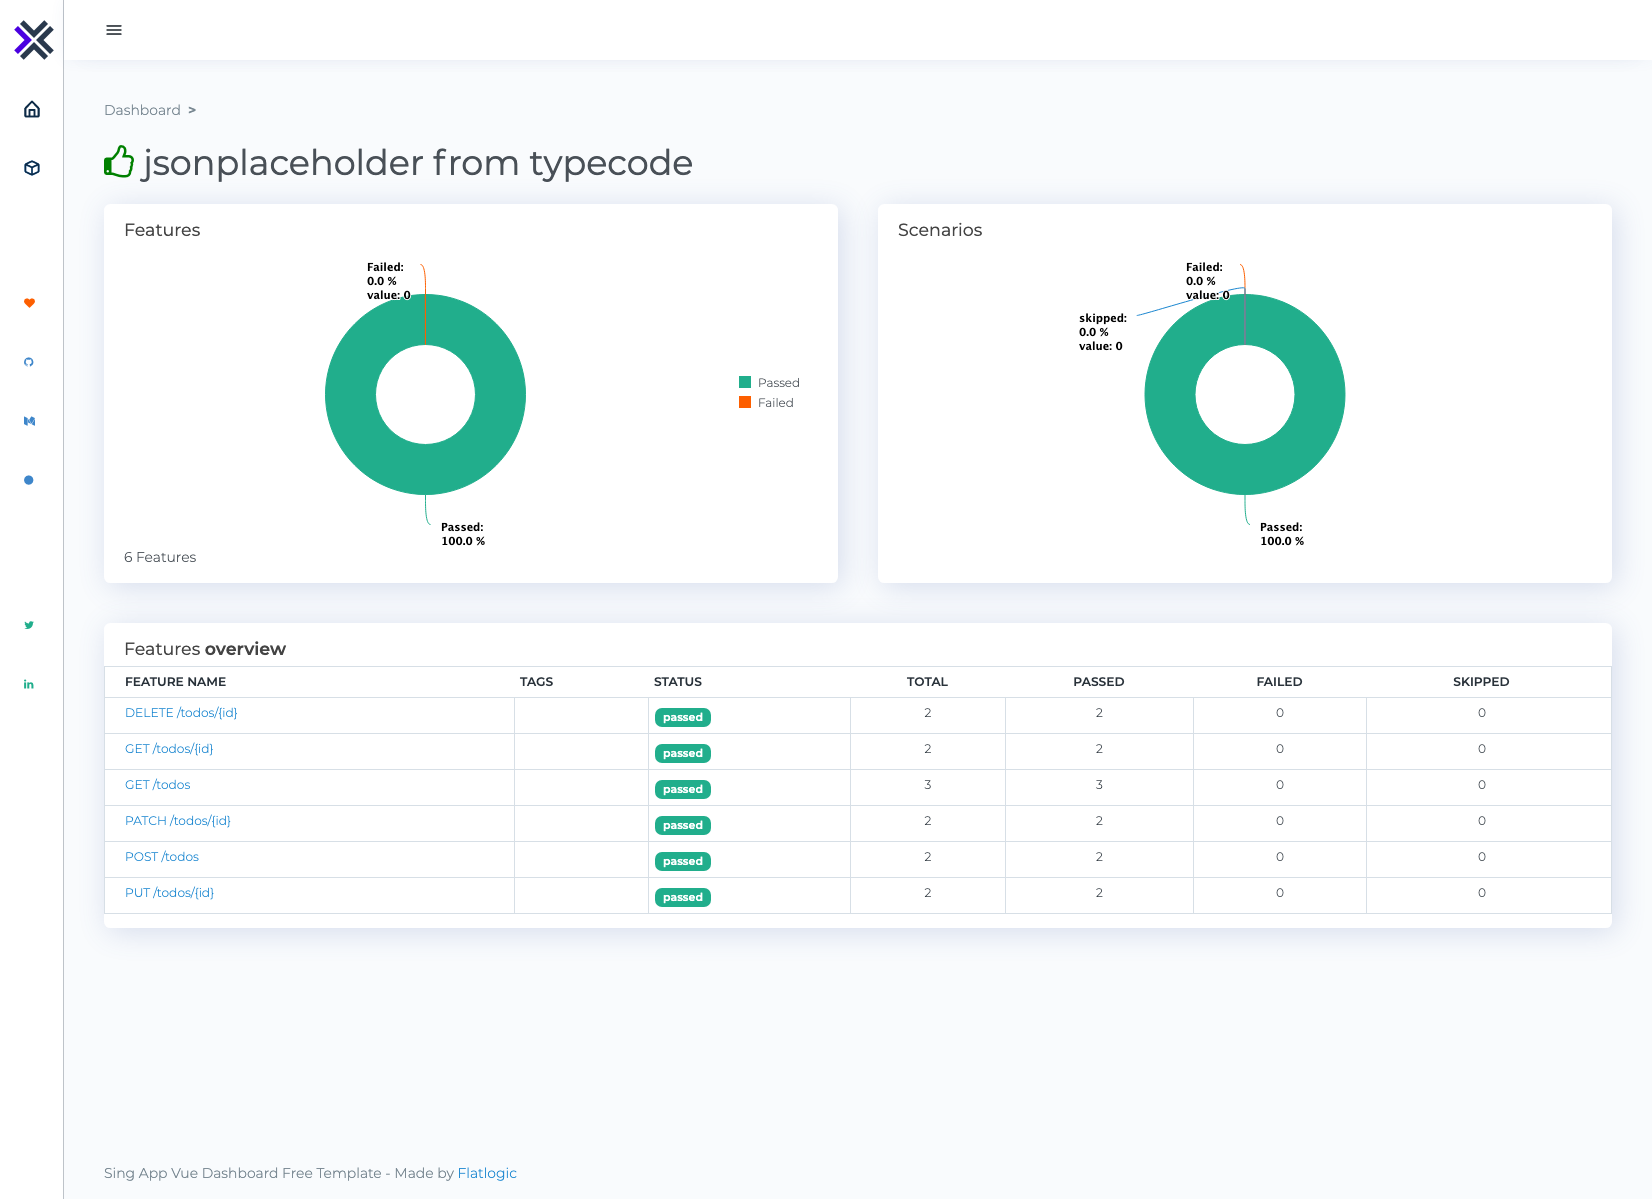 Dashboard >
jsonplaceholder from typecode
Features
Failed:
0.0 %
value: 0
Passed
Failed
Passed:
100.0 %
6 Features
Scenarios
Failed:
0.0 %
value: 0
skipped:
0.0 %
value: 0
Passed:
100.0 %
Features overview
FEATURE NAME TAGS STATUS TOTAL PASSED FAILED SKIPPED
DELETE /todos/{id} passed 2 2 0 0
GET /todos/{id} passed 2 2 0 0
GET /todos passed 3 3 0 0
PATCH /todos/{id} passed 2 2 0 0
POST /todos passed 2 2 0 0
PUT /todos/{id} passed 2 2 0 0
Sing App Vue Dashboard Free Template - Made by Flatlogic